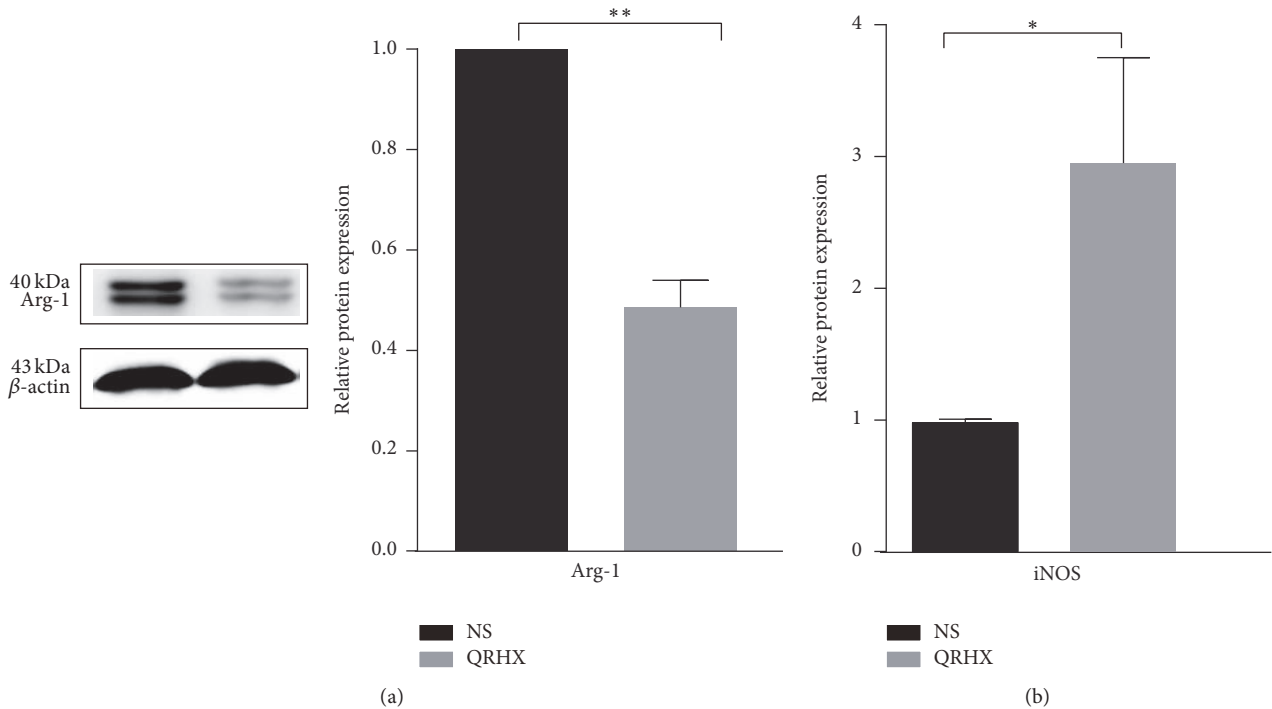 40 kDa
Arg-1
43 kDa
β-actin
Relative protein expression
1.0
0.8
0.6
0.4
0.2
0.0
**
Arg-1
NS
QRHX
(a)
Relative protein expression
4
3
2
1
0
*
iNOS
NS
QRHX
(b)